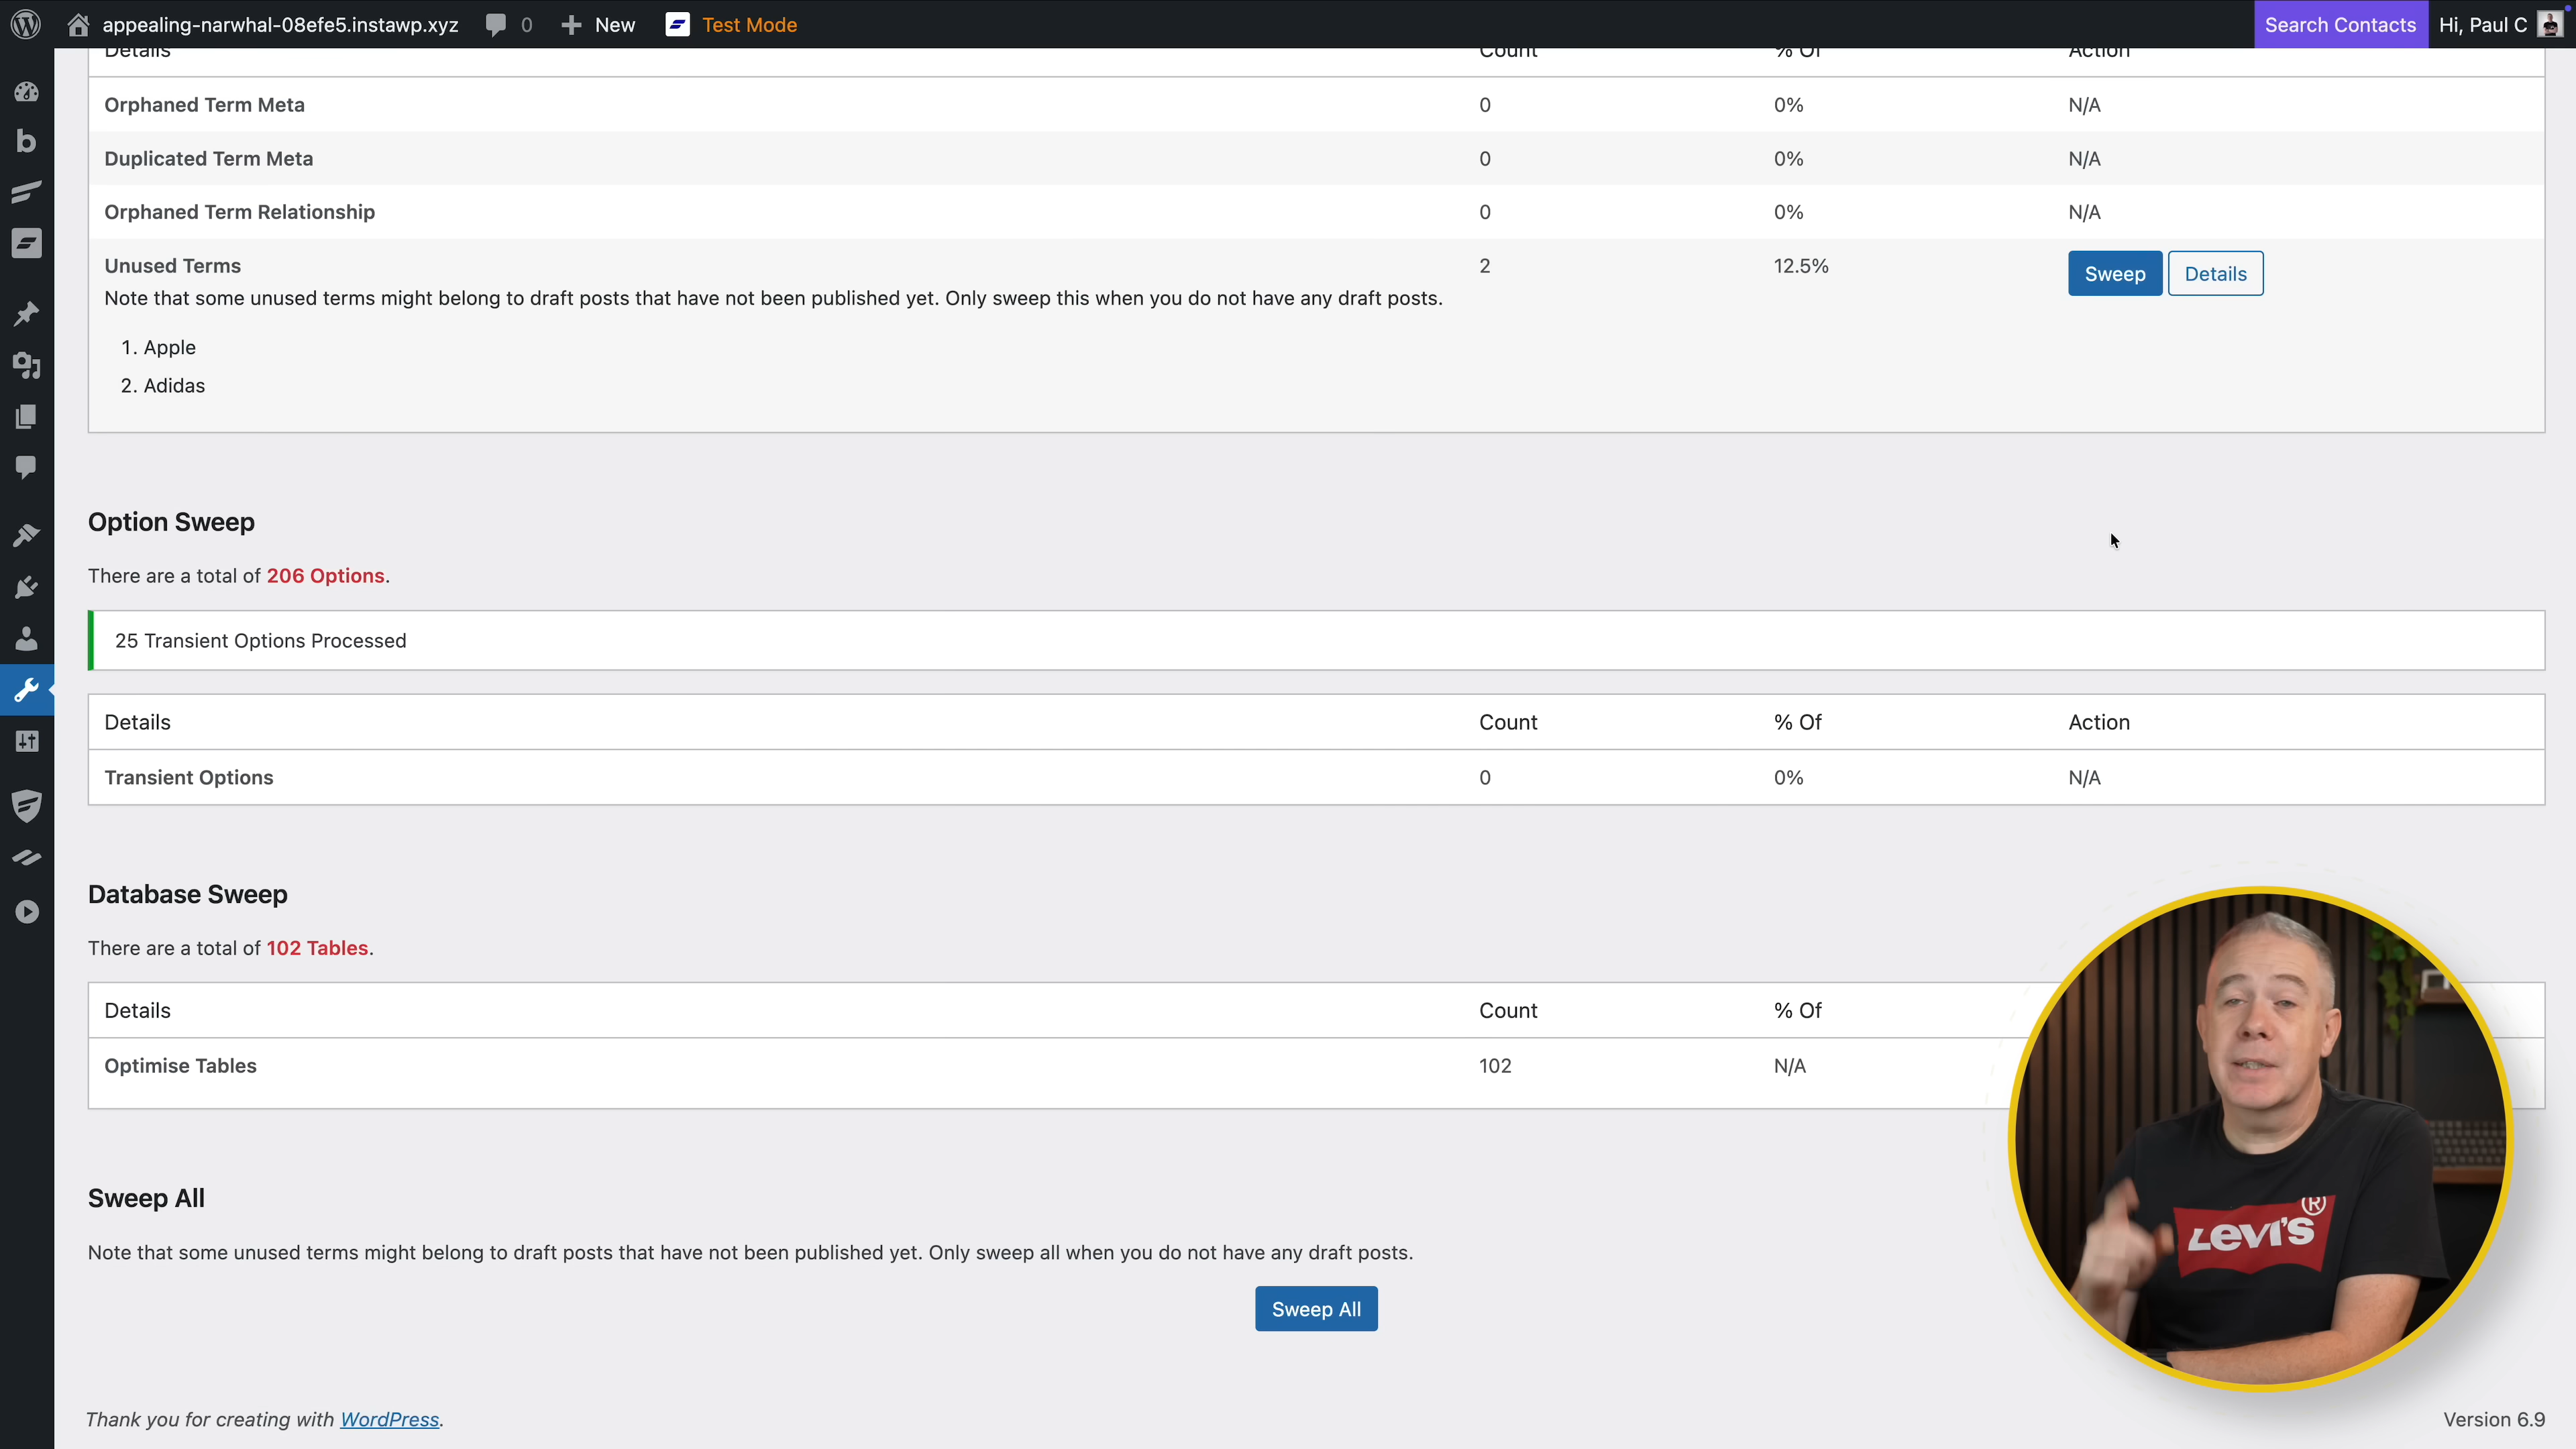 appealing-narwhal-08efe5.instawp.xyz 0 New Test Mode Search Contacts Hi, Paul C
Details Count % Of Action
Orphaned Term Meta 0 0% N/A
Duplicated Term Meta 0 0% N/A
Orphaned Term Relationship 0 0% N/A
Unused Terms 2 12.5% Sweep Details
Note that some unused terms might belong to draft posts that have not been published yet. Only sweep this when you do not have any draft posts.
1. Apple
2. Adidas
Option Sweep
There are a total of 206 Options.
25 Transient Options Processed
Details Count % Of Action
Transient Options 0 0% N/A
Database Sweep
There are a total of 102 Tables.
Details Count % Of
Optimise Tables 102 N/A
Sweep All
Note that some unused terms might belong to draft posts that have not been published yet. Only sweep all when you do not have any draft posts.
Sweep All
LEVI'S ®
Thank you for creating with WordPress. Version 6.9